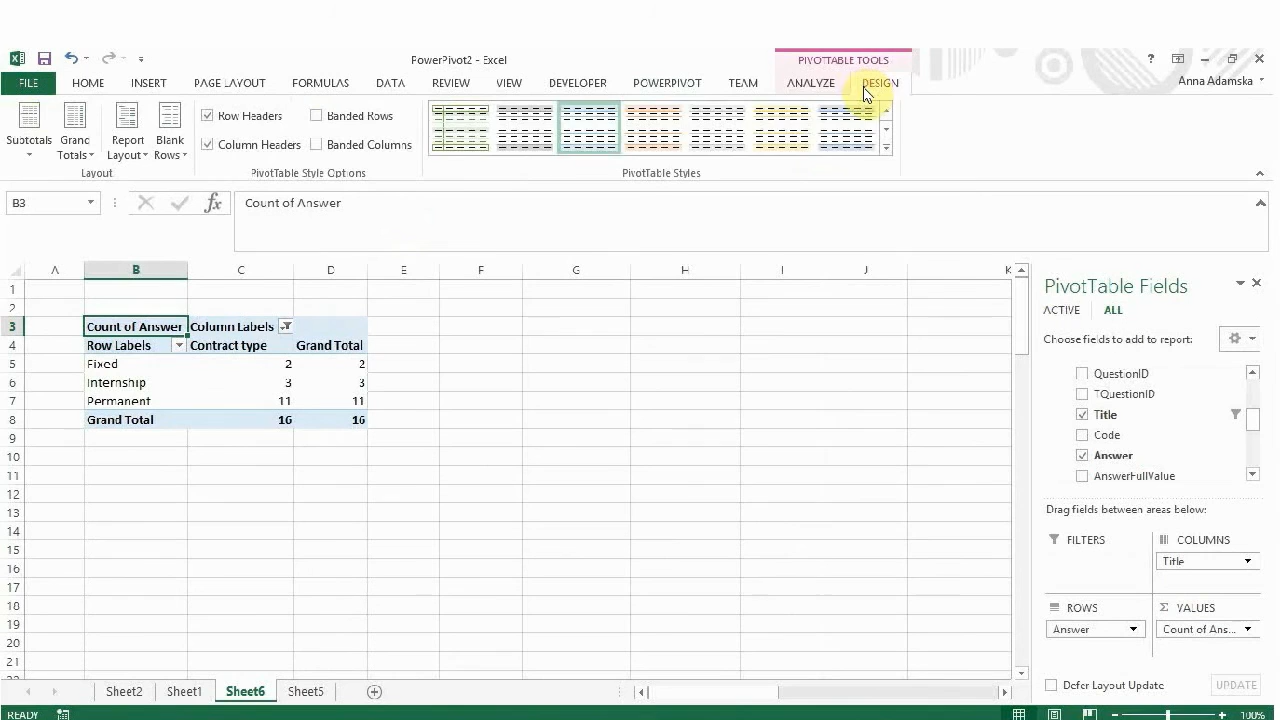 PowerPivot2 - Excel
PIVOTTABLE TOOLS
?
FILE HOME INSERT PAGE LAYOUT FORMULAS DATA REVIEW VIEW DEVELOPER POWERPIVOT TEAM ANALYZE DESIGN Anna Adamska
Subtotals Grand Totals Report Layout Blank Rows
Row Headers Banded Rows
Column Headers Banded Columns
Layout PivotTable Style Options PivotTable Styles
B3 fx Count of Answer
A B C D E F G H I J K
1
2
3 Count of Answer Column Labels
4 Row Labels Contract type Grand Total
5 Fixed 2 2
6 Internship 3 3
7 Permanent 11 11
8 Grand Total 16 16
9
10
11
12
13
14
15
16
17
18
19
20
21
PivotTable Fields
ACTIVE ALL
Choose fields to add to report:
QuestionID
TQuestionID
Title
Code
Answer
AnswerFullValue
Drag fields between areas below:
FILTERS COLUMNS
Title
ROWS Σ VALUES
Answer Count of Ans...
Defer Layout Update UPDATE
Sheet2 Sheet1 Sheet6 Sheet5
READY 100%